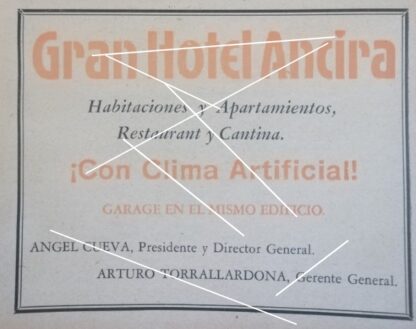 Gran Hotel Ancira
Habitaciones y Apartamientos,
Restaurant y Cantina.
¡Con Clima Artificial!
GARAGE EN EL MISMO EDIFICIO.
ANGEL CUEVA, Presidente y Director General.
ARTURO TORRALLARDONA, Gerente General.